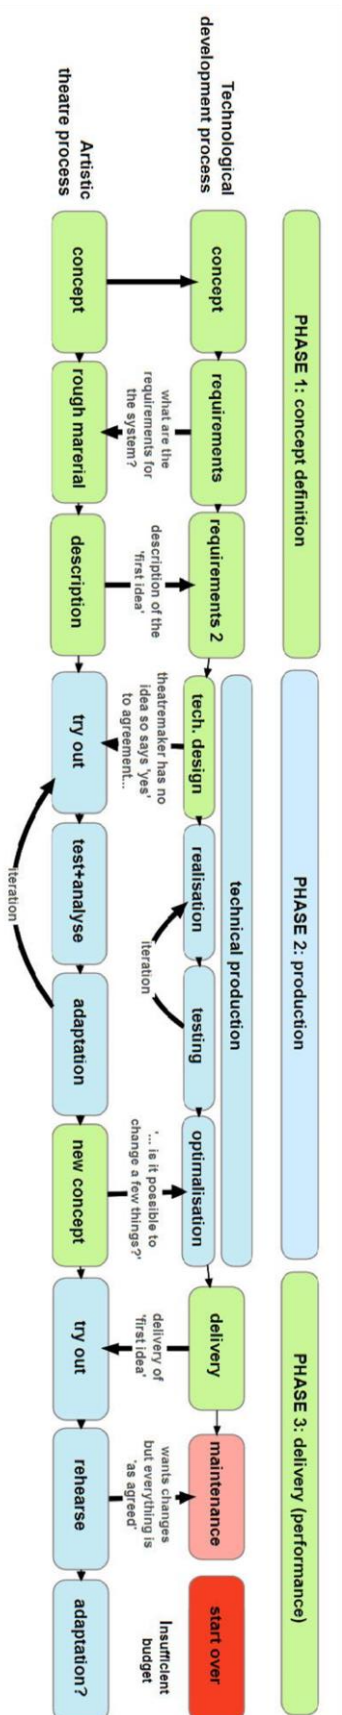 PHASE 1: concept definition
PHASE 2: production
PHASE 3: delivery (performance)
technical production
Technological
development process
concept
requirements
requirements 2
tech. design
realisation
testing
optimalisation
delivery
maintenance
start over
iteration
what are the
requirements for
the system?
description of the
'first idea'
theatremaker has no
idea so says 'yes'
to agreement...
'... is it possible to
change a few things?'
delivery of
'first idea'
wants changes
but everything is
'as agreed'
Insufficient
budget
Artistic
theatre process
concept
rough marerial
description
try out
test+analyse
adaptation
new concept
try out
rehearse
adaptation?
iteration